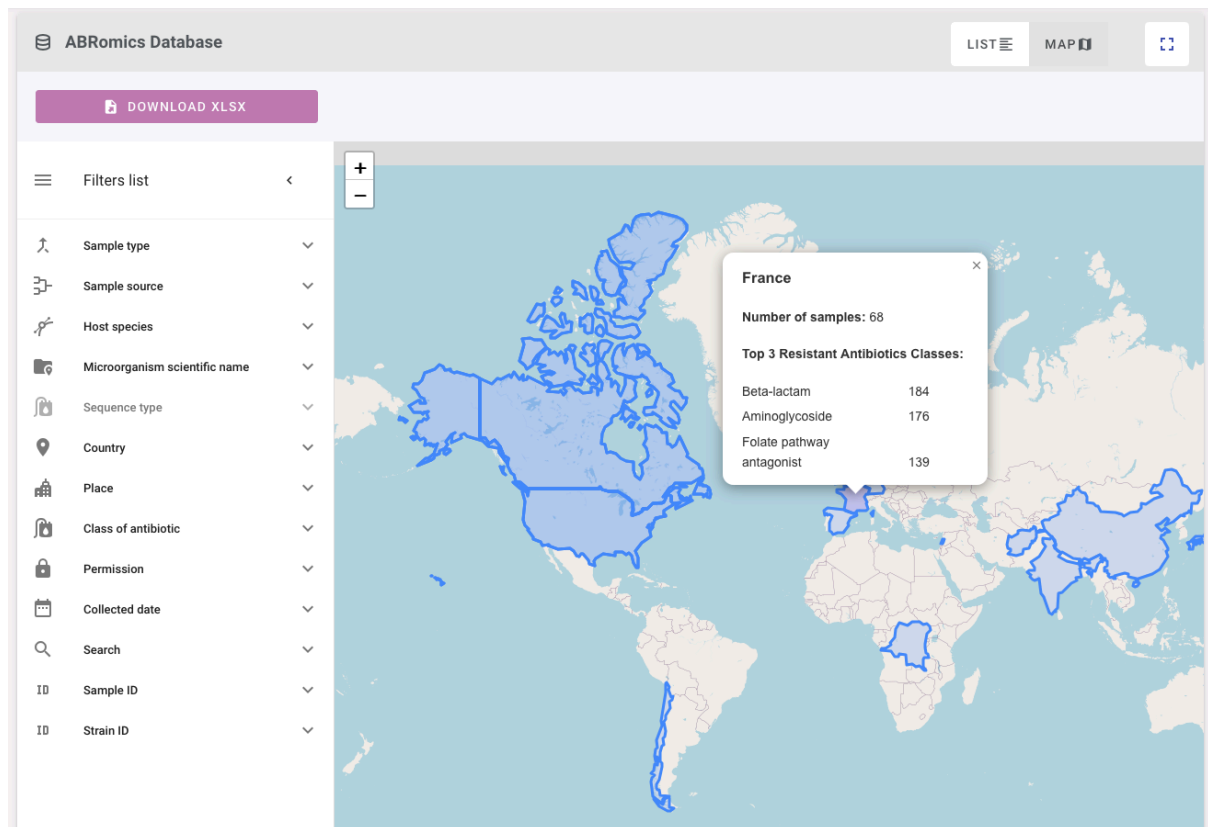 ABRomics Database
LIST
MAP
DOWNLOAD XLSX
Filters list
Sample type
Sample source
Host species
Microorganism scientific name
Sequence type
Country
Place
Class of antibiotic
Permission
Collected date
Search
ID Sample ID
ID Strain ID
+
−
×
France
Number of samples: 68
Top 3 Resistant Antibiotics Classes:
Beta-lactam 184
Aminoglycoside 176
Folate pathway
antagonist 139